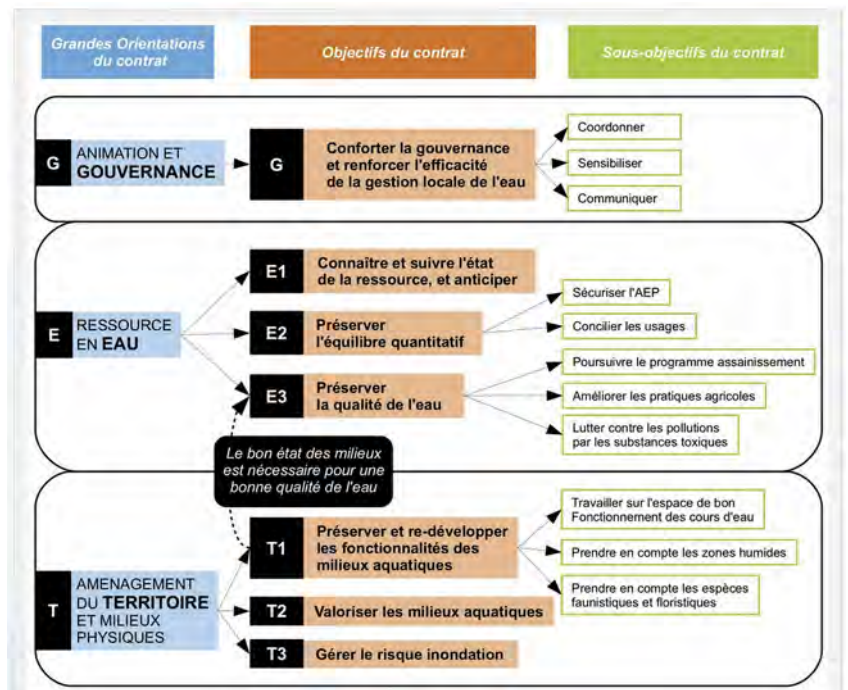 Grandes Orientations
du contrat
Objectifs du contrat
Sous-objectifs du contrat
G
ANIMATION ET
GOUVERNANCE
G
Conforter la gouvernance
et renforcer l'efficacité
de la gestion locale de l'eau
Coordonner
Sensibiliser
Communiquer
E
RESSOURCE
EN EAU
E1
Connaître et suivre l'état
de la ressource, et anticiper
E2
Préserver
l'équilibre quantitatif
Sécuriser l'AEP
Concilier les usages
E3
Préserver
la qualité de l'eau
Poursuivre le programme assainissement
Améliorer les pratiques agricoles
Lutter contre les pollutions
par les substances toxiques
Le bon état des milieux
est nécessaire pour une
bonne qualité de l'eau
T
AMENAGEMENT
DU TERRITOIRE
ET MILIEUX
PHYSIQUES
T1
Préserver et re-développer
les fonctionnalités des
milieux aquatiques
Travailler sur l'espace de bon
Fonctionnement des cours d'eau
Prendre en compte les zones humides
Prendre en compte les espèces
faunistiques et floristiques
T2
Valoriser les milieux aquatiques
T3
Gérer le risque inondation